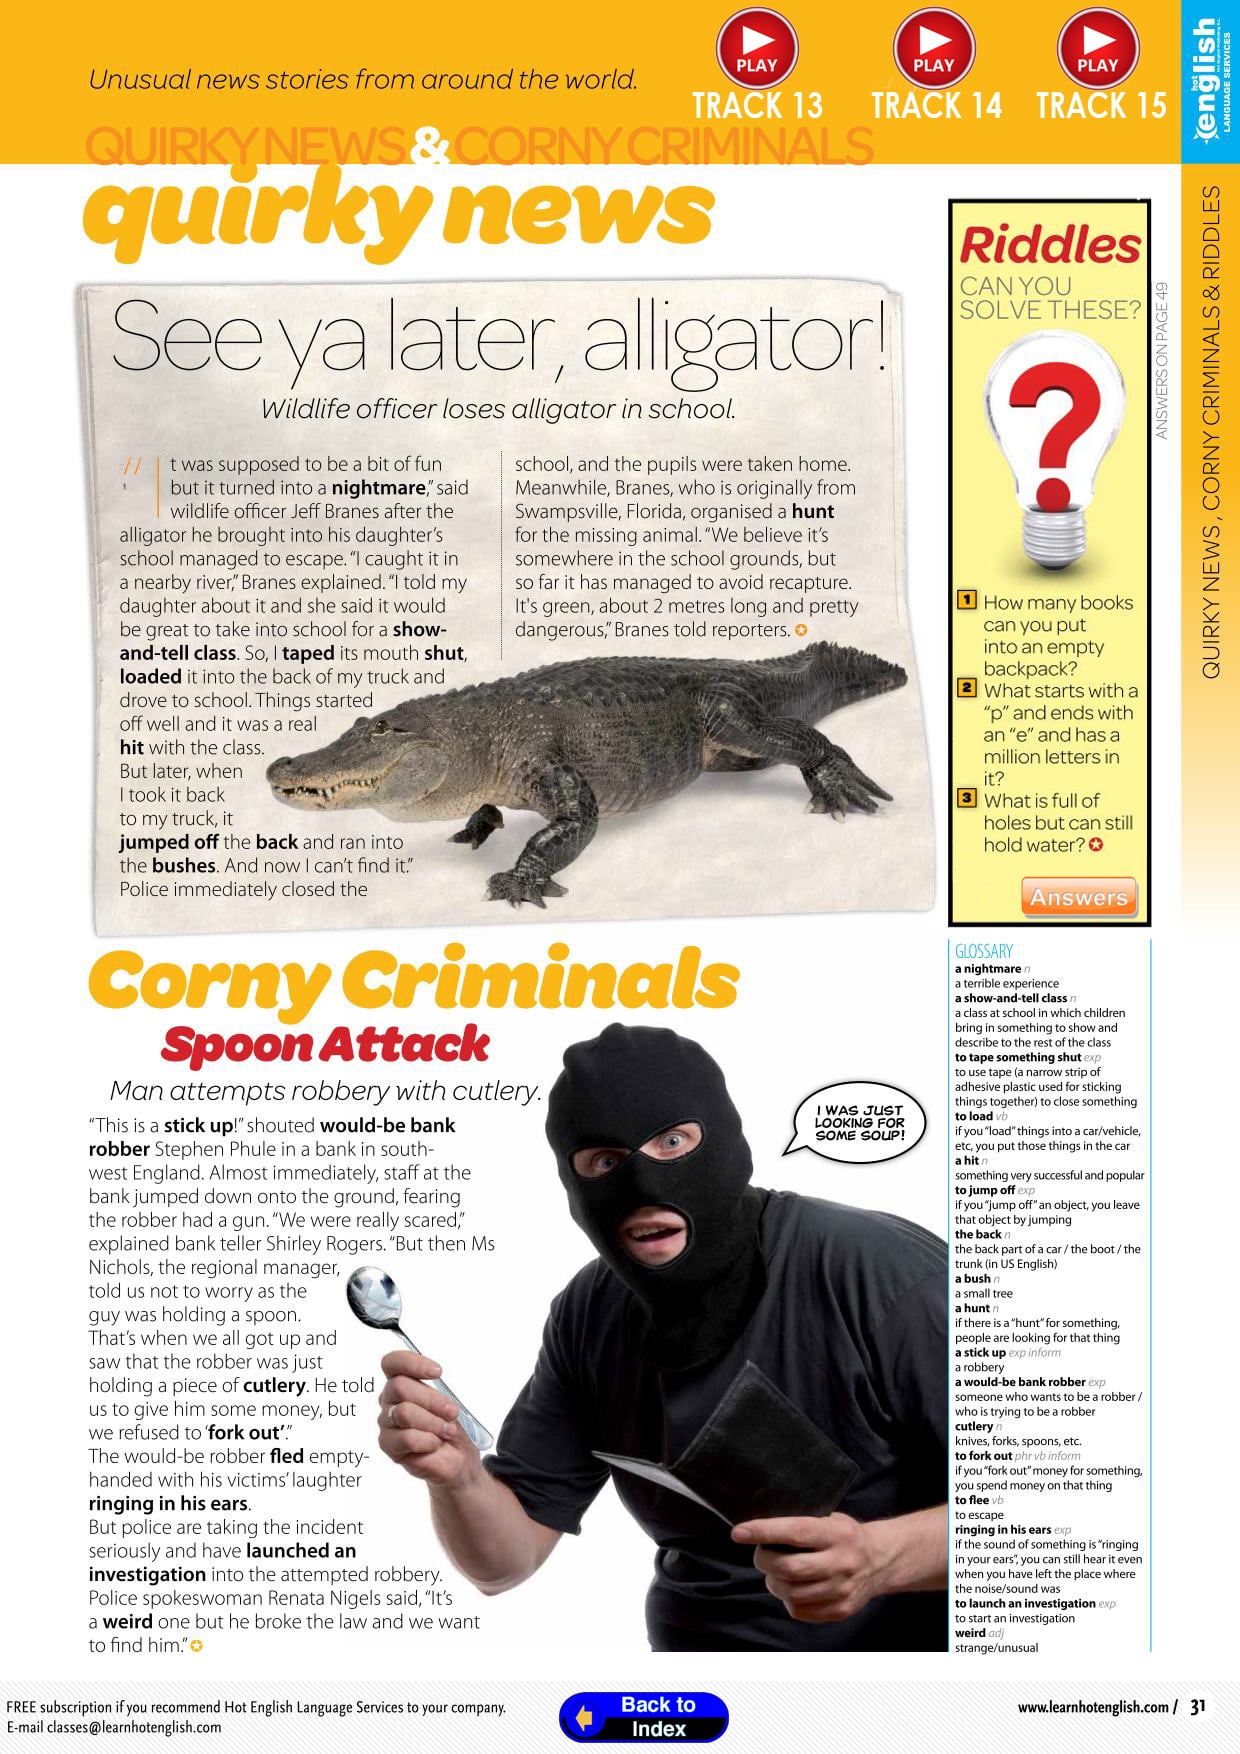 Unusual news stories from around the world.
PLAY
TRACK 13
PLAY
TRACK 14
PLAY
TRACK 15
hot english
LANGUAGE SERVICES
QUIRKY NEWS & CORNY CRIMINALS
quirky news
See ya later, alligator!
Wildlife officer loses alligator in school.
"It was supposed to be a bit of fun
but it turned into a nightmare," said
wildlife officer Jeff Branes after the
alligator he brought into his daughter's
school managed to escape. "I caught it in
a nearby river," Branes explained. "I told my
daughter about it and she said it would
be great to take into school for a show-
and-tell class. So, I taped its mouth shut,
loaded it into the back of my truck and
drove to school. Things started
off well and it was a real
hit with the class.
But later, when
I took it back
to my truck, it
jumped off the back and ran into
the bushes. And now I can't find it."
Police immediately closed the
school, and the pupils were taken home.
Meanwhile, Branes, who is originally from
Swampsville, Florida, organised a hunt
for the missing animal. "We believe it's
somewhere in the school grounds, but
so far it has managed to avoid recapture.
It's green, about 2 metres long and pretty
dangerous," Branes told reporters.
Riddles
CAN YOU
SOLVE THESE?
1 How many books
can you put
into an empty
backpack?
2 What starts with a
"p" and ends with
an "e" and has a
million letters in
it?
3 What is full of
holes but can still
hold water?
Answers
ANSWERS ON PAGE 49
QUIRKY NEWS, CORNY CRIMINALS & RIDDLES
Corny Criminals
Spoon Attack
Man attempts robbery with cutlery.
"This is a stick up!" shouted would-be bank
robber Stephen Phule in a bank in south-
west England. Almost immediately, staff at the
bank jumped down onto the ground, fearing
the robber had a gun. "We were really scared,"
explained bank teller Shirley Rogers. "But then Ms
Nichols, the regional manager,
told us not to worry as the
guy was holding a spoon.
That's when we all got up and
saw that the robber was just
holding a piece of cutlery. He told
us to give him some money, but
we refused to 'fork out'."
The would-be robber fled empty-
handed with his victims' laughter
ringing in his ears.
But police are taking the incident
seriously and have launched an
investigation into the attempted robbery.
Police spokeswoman Renata Nigels said, "It's
a weird one but he broke the law and we want
to find him."
I WAS JUST
LOOKING FOR
SOME SOUP!
GLOSSARY
a nightmare n
a terrible experience
a show-and-tell class n
a class at school in which children
bring in something to show and
describe to the rest of the class
to tape something shut exp
to use tape (a narrow strip of
adhesive plastic used for sticking
things together) to close something
to load vb
if you "load" things into a car/vehicle,
etc, you put those things in the car
a hit n
something very successful and popular
to jump off exp
if you "jump off" an object, you leave
that object by jumping
the back n
the back part of a car / the boot / the
trunk (in US English)
a bush n
a small tree
a hunt n
if there is a "hunt" for something,
people are looking for that thing
a stick up exp inform
a robbery
a would-be bank robber exp
someone who wants to be a robber /
who is trying to be a robber
cutlery n
knives, forks, spoons, etc.
to fork out phr vb inform
if you "fork out" money for something,
you spend money on that thing
to flee vb
to escape
ringing in his ears exp
if the sound of something is "ringing
in your ears", you can still hear it even
when you have left the place where
the noise/sound was
to launch an investigation exp
to start an investigation
weird adj
strange/unusual
FREE subscription if you recommend Hot English Language Services to your company.
E-mail classes@learnhotenglish.com
Back to
Index
www.learnhotenglish.com / 31